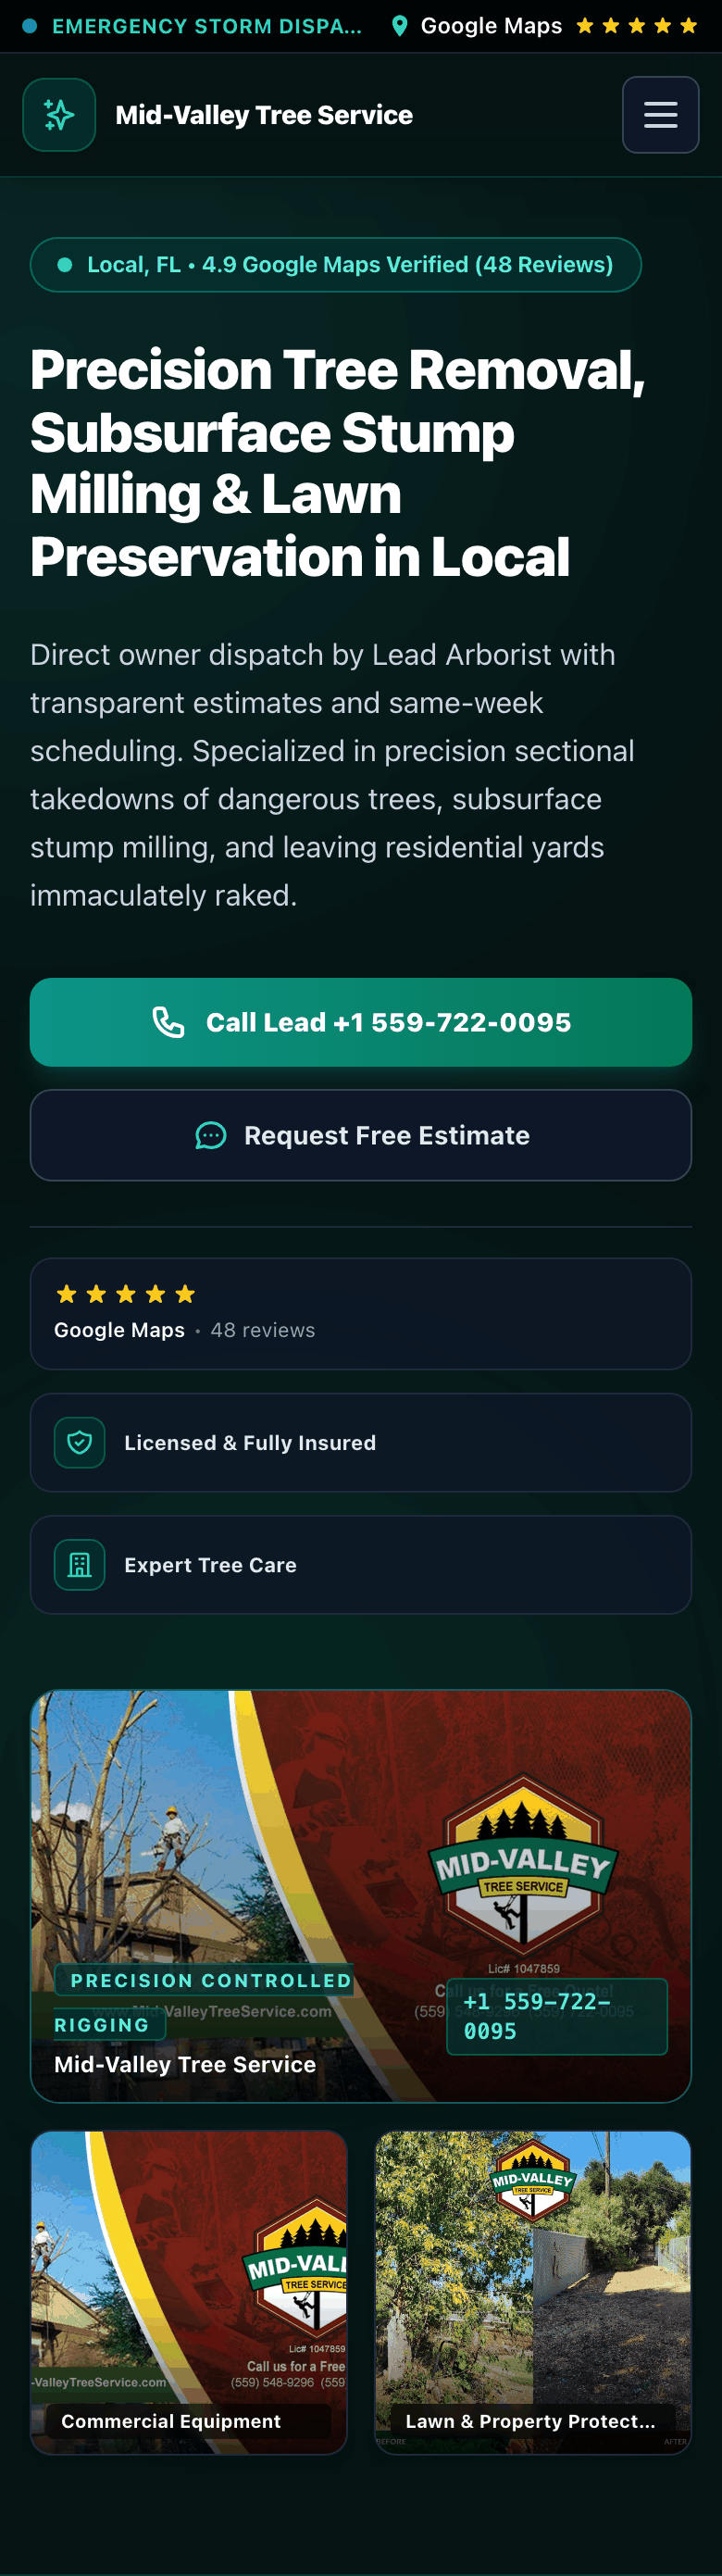 EMERGENCY STORM DISPA...
Google Maps
Mid-Valley Tree Service
Local, FL • 4.9 Google Maps Verified (48 Reviews)
Precision Tree Removal,
Subsurface Stump
Milling & Lawn
Preservation in Local
Direct owner dispatch by Lead Arborist with
transparent estimates and same-week
scheduling. Specialized in precision sectional
takedowns of dangerous trees, subsurface
stump milling, and leaving residential yards
immaculately raked.
Call Lead +1 559-722-0095
Request Free Estimate
Google Maps • 48 reviews
Licensed & Fully Insured
Expert Tree Care
MID-VALLEY
TREE SERVICE
Lic# 1047859
PRECISION CONTROLLED
RIGGING
Mid-ValleyTreeService.com
+1 559-722-
0095
Mid-Valley Tree Service
MID-VALL
TREE SERVICE
Lic# 1047859
Call us for a Free
-ValleyTreeService.com
(559) 548-9296 (559)
Commercial Equipment
MID-VALLEY
TREE SERVICE
Lawn & Property Protect...
BEFORE
AFTER